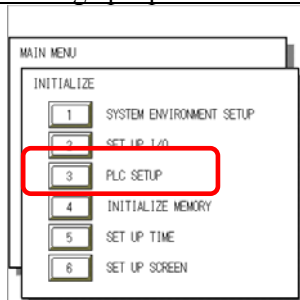 MAIN MENU
INITIALIZE
1 SYSTEM ENVIRONMENT SETUP
2 SET UP I/O
3 PLC SETUP
4 INITIALIZE MEMORY
5 SET UP TIME
6 SET UP SCREEN